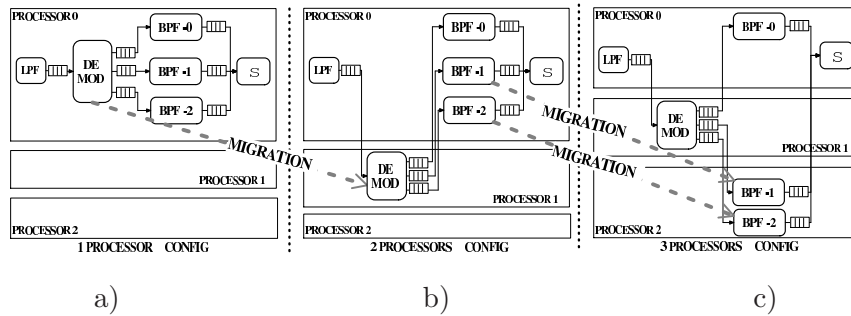 PROCESSOR 0
LPF
DE
MOD
BPF -0
BPF -1
BPF -2
S
MIGRATION
PROCESSOR 1
PROCESSOR 2
1 PROCESSOR CONFIG
a)
PROCESSOR 0
LPF
BPF -0
BPF -1
BPF -2
S
MIGRATION
MIGRATION
DE
MOD
PROCESSOR 1
PROCESSOR 2
2 PROCESSORS CONFIG
b)
PROCESSOR 0
LPF
BPF -0
S
DE
MOD
PROCESSOR 1
BPF -1
BPF -2
PROCESSOR 2
3 PROCESSORS CONFIG
c)